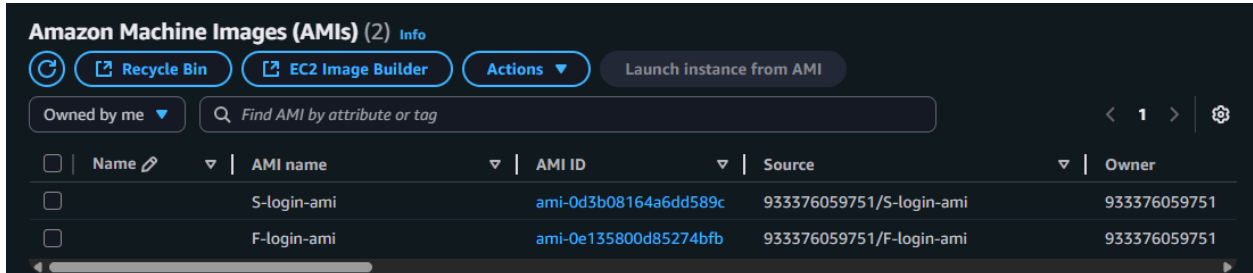 Amazon Machine Images (AMIs) (2) Info
Recycle Bin EC2 Image Builder Actions Launch instance from AMI
Owned by me Find AMI by attribute or tag 1
Name AMI name AMI ID Source Owner
S-login-ami ami-0d3b08164a6dd589c 933376059751/S-login-ami 933376059751
F-login-ami ami-0e135800d85274bfb 933376059751/F-login-ami 933376059751